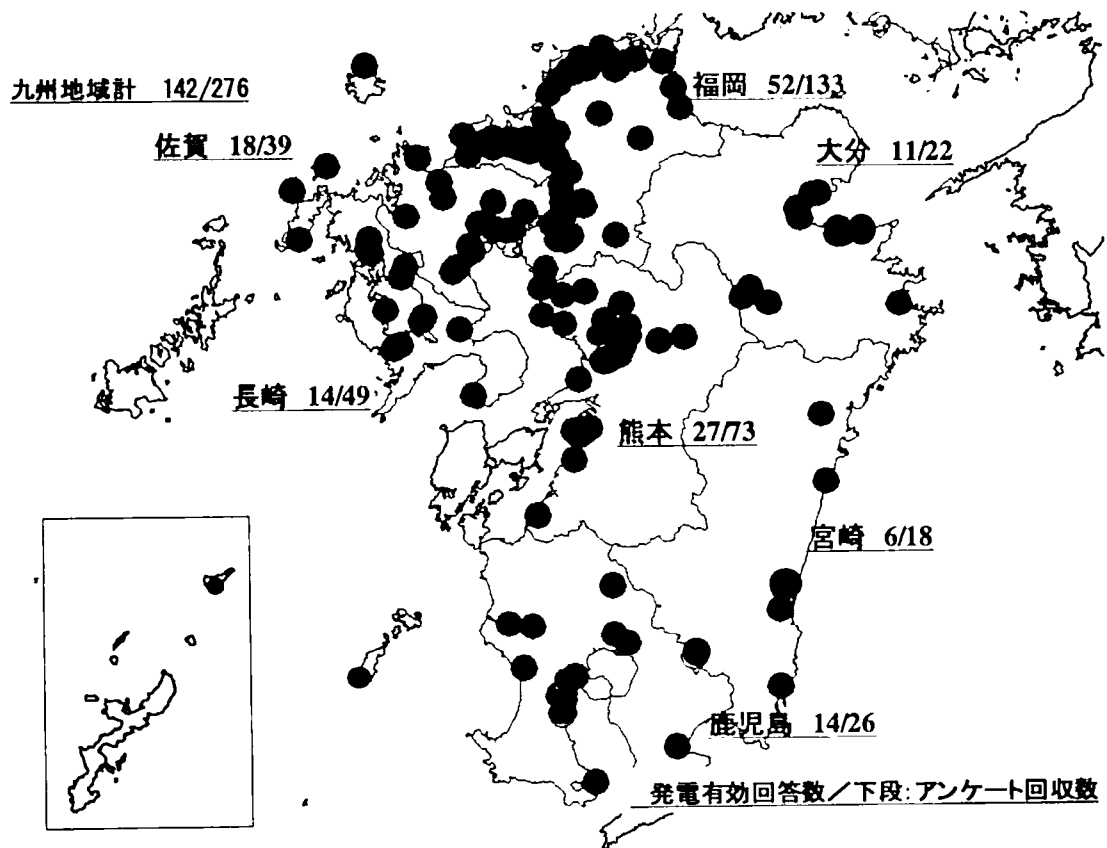 九州地域計 142/276
福岡 52/133
佐賀 18/39
大分 11/22
長崎 14/49
熊本 27/73
宮崎 6/18
鹿児島 14/26
発電有効回答数／下段:アンケート回収数